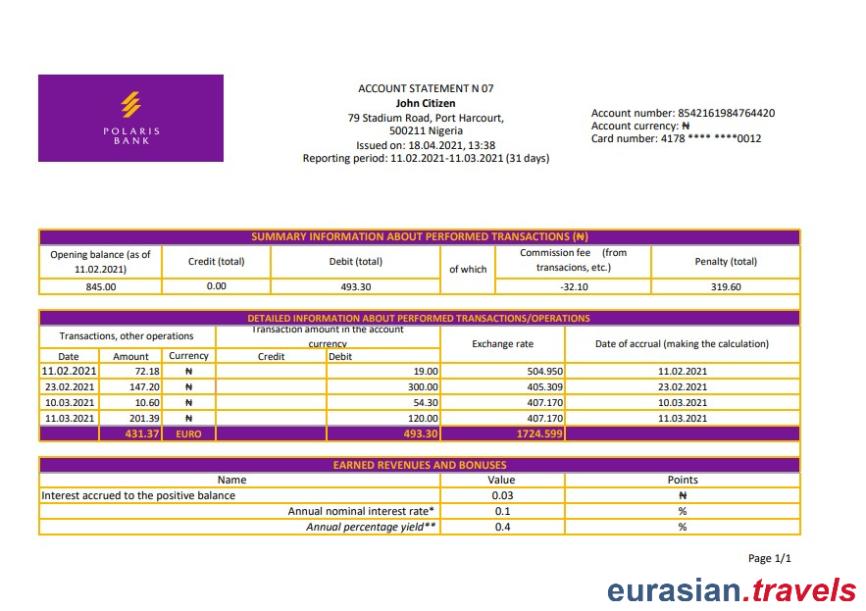 POLARIS
BANK
ACCOUNT STATEMENT N 07
John Citizen
79 Stadium Road, Port Harcourt,
500211 Nigeria
Issued on: 18.04.2021, 13:38
Reporting period: 11.02.2021-11.03.2021 (31 days)
Account number: 8542161984764420
Account currency: ₦
Card number: 4178 **** ****0012
SUMMARY INFORMATION ABOUT PERFORMED TRANSACTIONS (₦)
Opening balance (as of 11.02.2021) Credit (total) Debit (total) of which Commission fee (from transacions, etc.) Penalty (total)
845.00 0.00 493.30 -32.10 319.60
DETAILED INFORMATION ABOUT PERFORMED TRANSACTIONS/OPERATIONS
Transactions, other operations Transaction amount in the account currency Exchange rate Date of accrual (making the calculation)
Date Amount Currency Credit Debit
11.02.2021 72.18 ₦ 19.00 504.950 11.02.2021
23.02.2021 147.20 ₦ 300.00 405.309 23.02.2021
10.03.2021 10.60 ₦ 54.30 407.170 10.03.2021
11.03.2021 201.39 ₦ 120.00 407.170 11.03.2021
431.37 EURO 493.30 1724.599
EARNED REVENUES AND BONUSES
Name Value Points
Interest accrued to the positive balance 0.03 ₦
Annual nominal interest rate* 0.1 %
Annual percentage yield** 0.4 %
Page 1/1
eurasian.travels